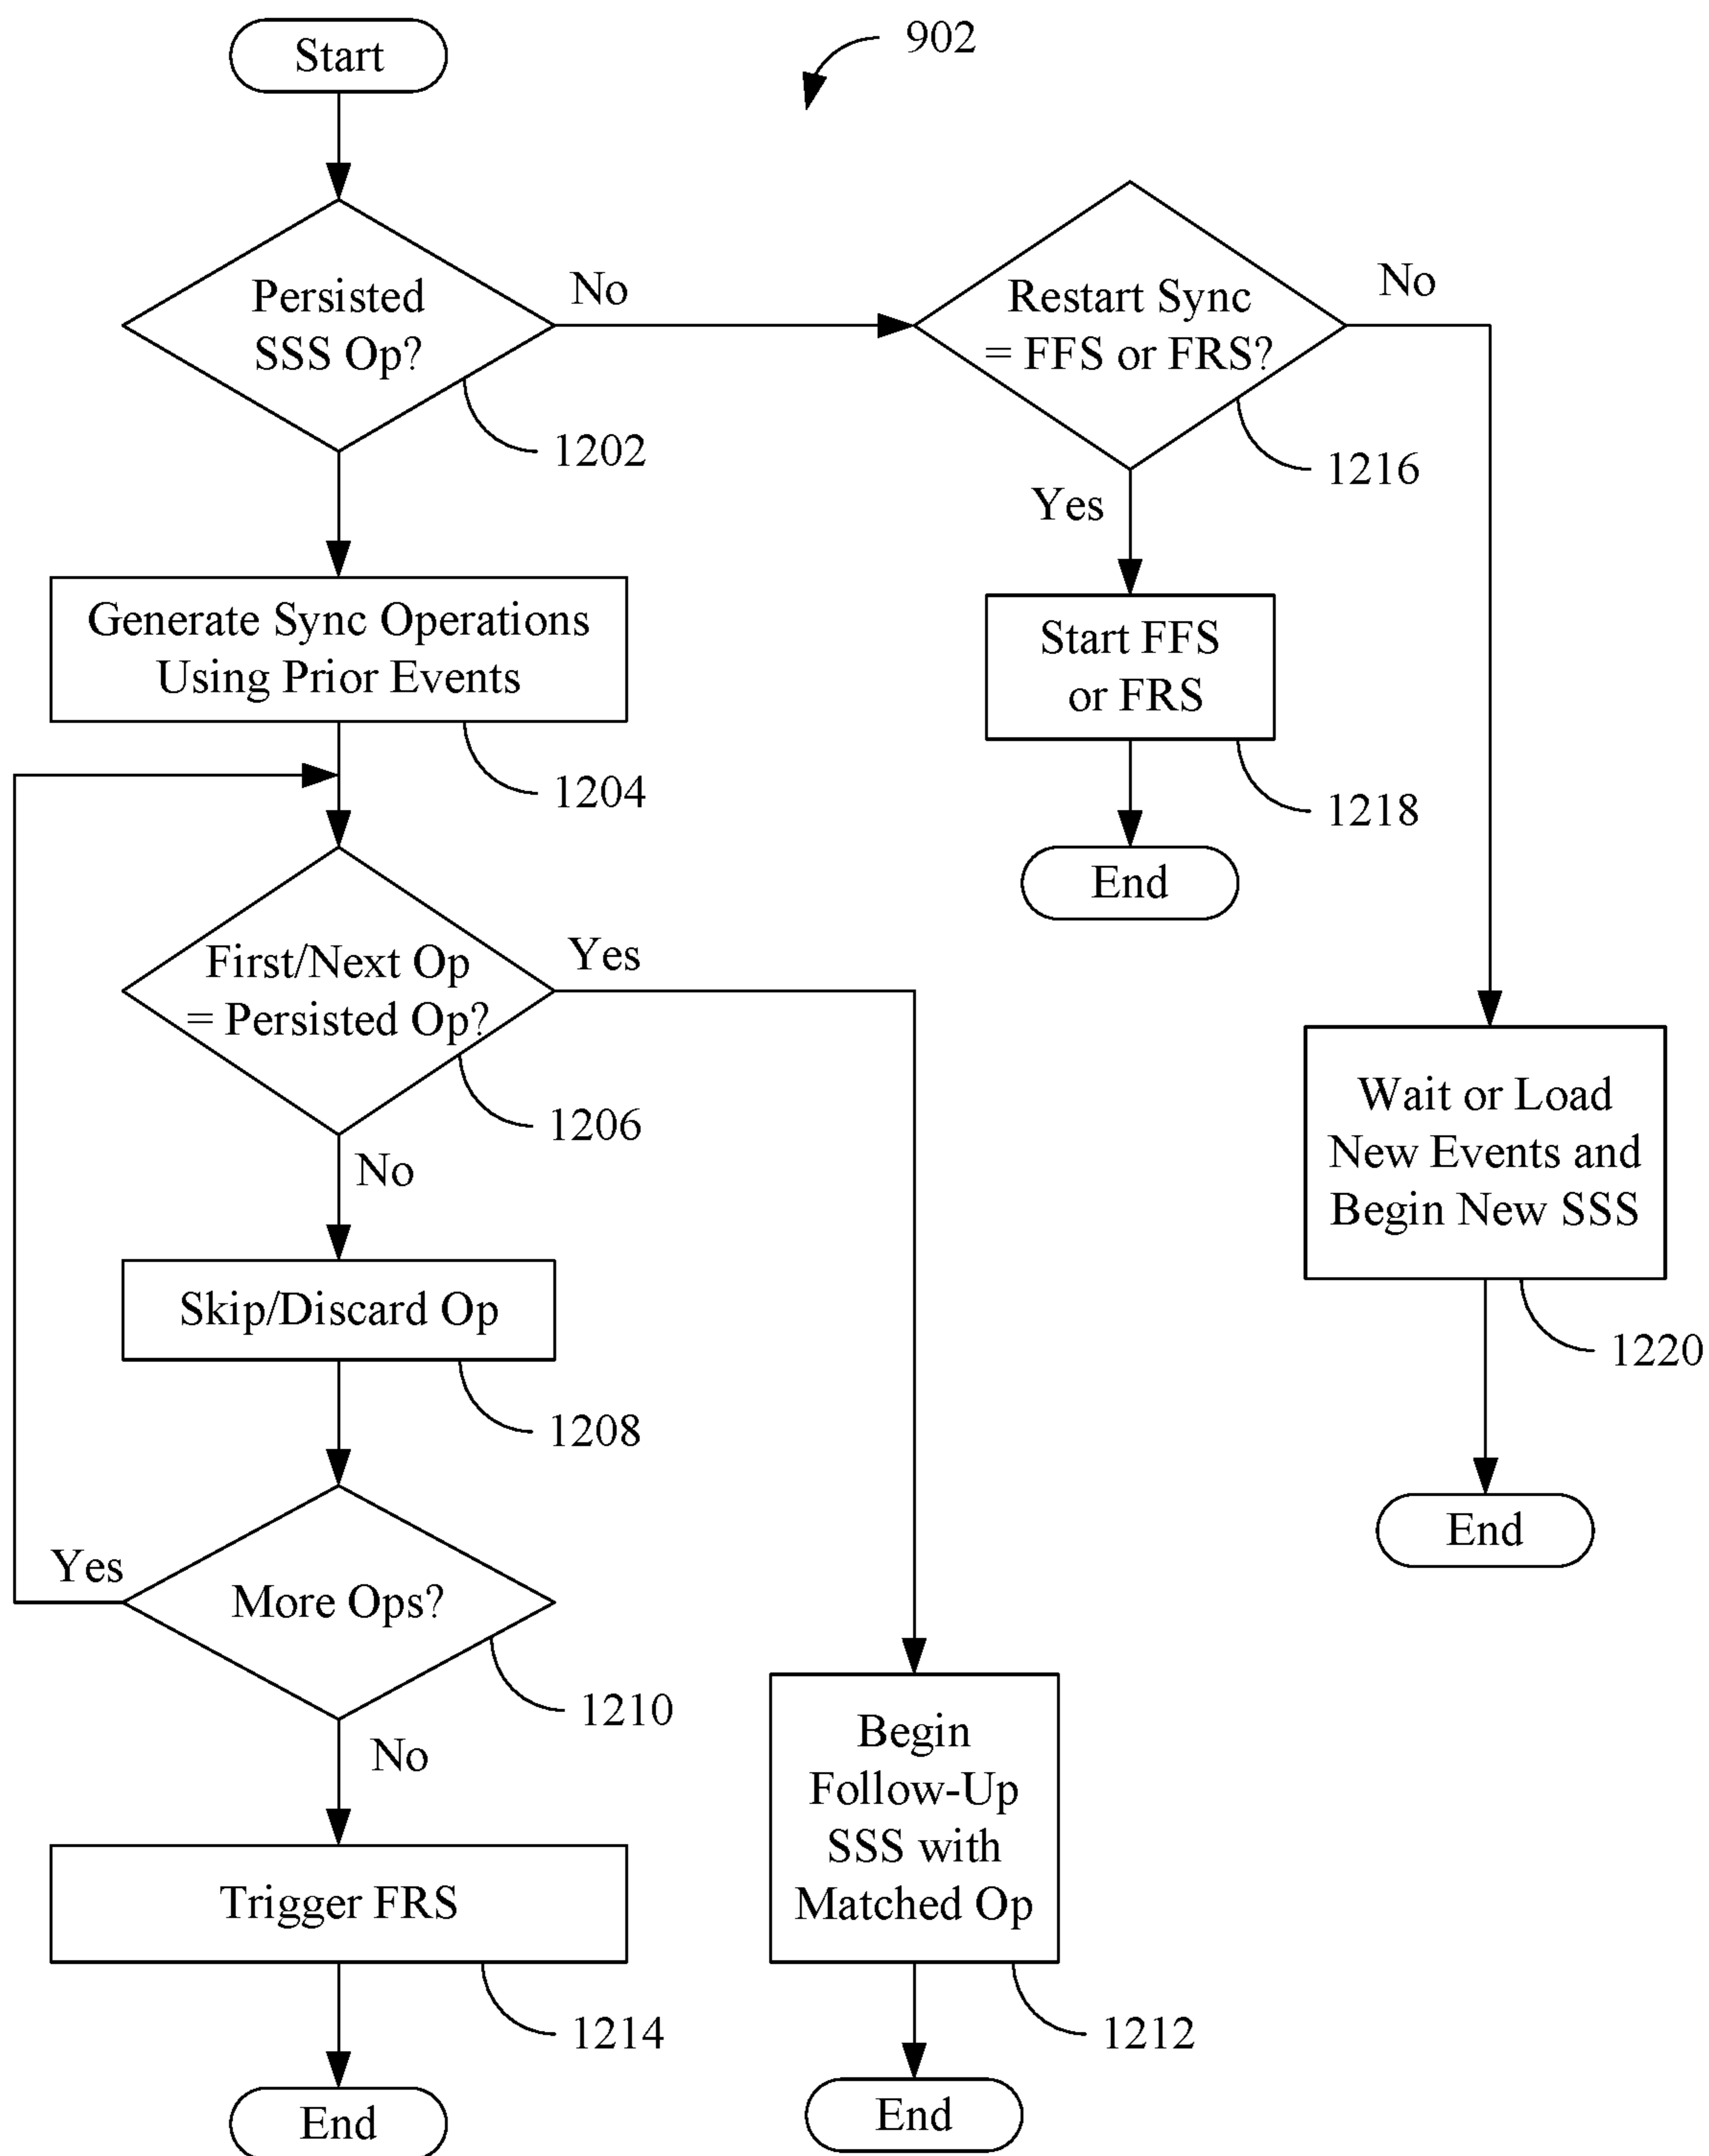 Start
902
Persisted
SSS Op?
No
1202
Restart Sync
= FFS or FRS?
No
1216
Yes
Generate Sync Operations
Using Prior Events
1204
Start FFS
or FRS
1218
End
First/Next Op
= Persisted Op?
Yes
1206
No
Wait or Load
New Events and
Begin New SSS
1220
End
Skip/Discard Op
1208
More Ops?
Yes
1210
No
Begin
Follow-Up
SSS with
Matched Op
1212
End
Trigger FRS
1214
End